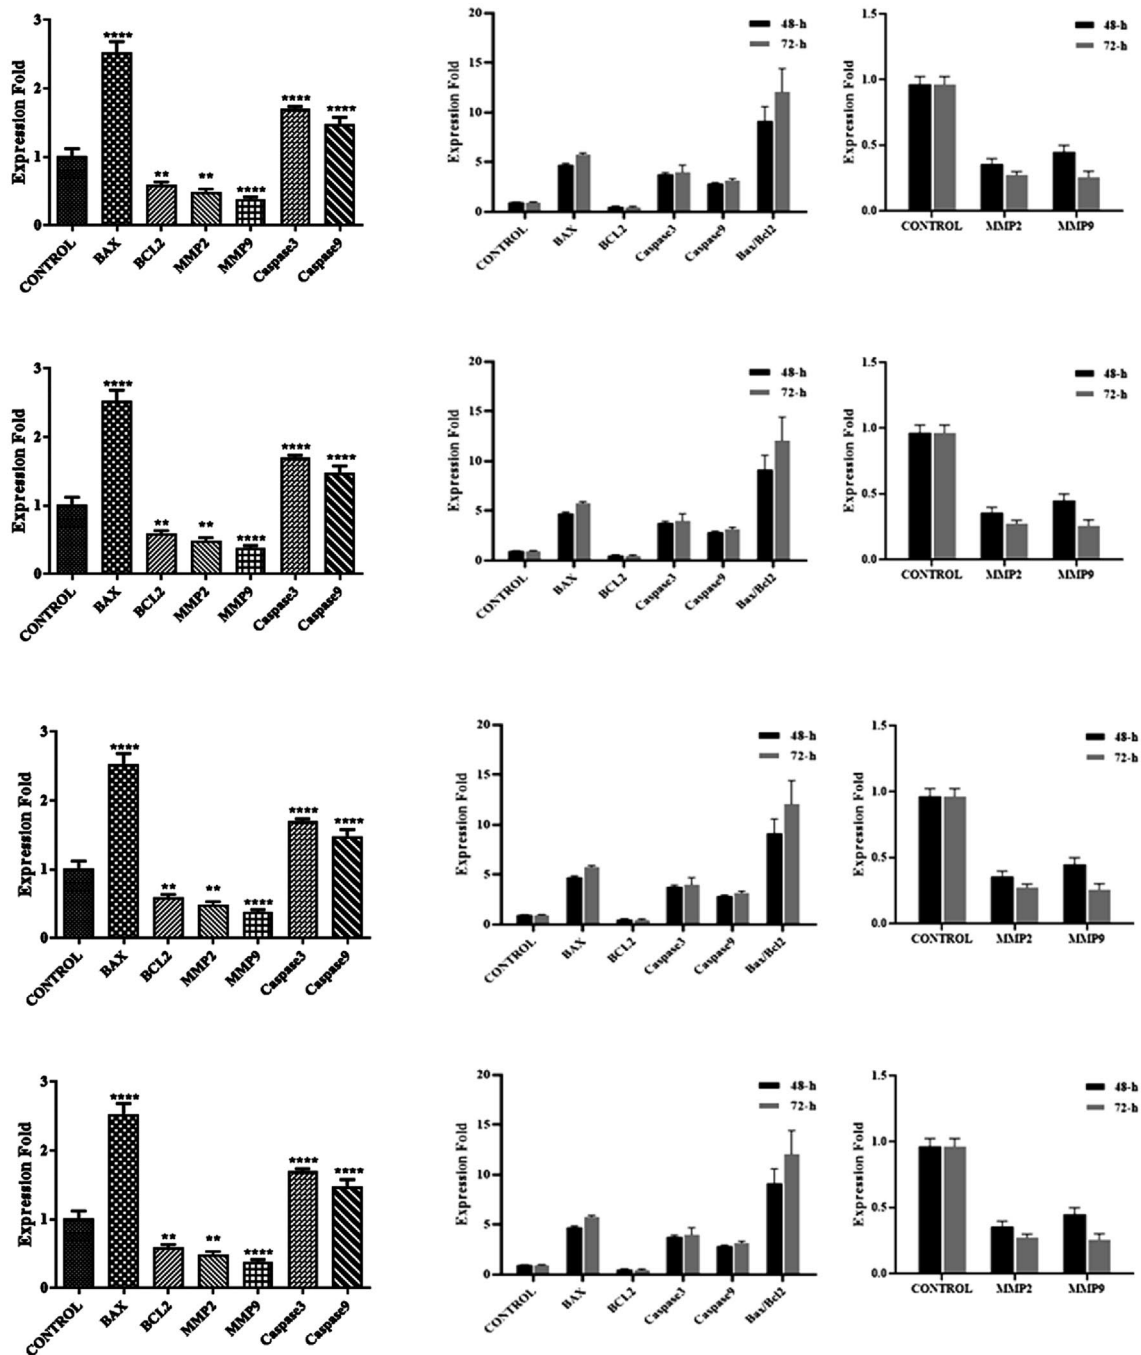 3
2
1
0
Expression Fold
****
**
**
****
****
****
CONTROL
BAX
BCL2
MMP2
MMP9
Caspase3
Caspase9
20
15
10
5
0
Expression Fold
48-h
72-h
CONTROL
BAX
BCL2
Caspase3
Caspase9
Bax/Bcl2
1.5
1.0
0.5
0.0
Expression Fold
48-h
72-h
CONTROL
MMP2
MMP9
3
2
1
0
Expression Fold
****
**
**
****
****
****
CONTROL
BAX
BCL2
MMP2
MMP9
Caspase3
Caspase9
20
15
10
5
0
Expression Fold
48-h
72-h
CONTROL
BAX
BCL2
Caspase3
Caspase9
Bax/Bcl2
1.5
1.0
0.5
0.0
Expression Fold
48-h
72-h
CONTROL
MMP2
MMP9
3
2
1
0
Expression Fold
****
**
**
****
****
****
CONTROL
BAX
BCL2
MMP2
MMP9
Caspase3
Caspase9
20
15
10
5
0
Expression Fold
48-h
72-h
CONTROL
BAX
BCL2
Caspase3
Caspase9
Bax/Bcl2
1.5
1.0
0.5
0.0
Expression Fold
48-h
72-h
CONTROL
MMP2
MMP9
3
2
1
0
Expression Fold
****
**
**
****
****
****
CONTROL
BAX
BCL2
MMP2
MMP9
Caspase3
Caspase9
20
15
10
5
0
Expression Fold
48-h
72-h
CONTROL
BAX
BCL2
Caspase3
Caspase9
Bax/Bcl2
1.5
1.0
0.5
0.0
Expression Fold
48-h
72-h
CONTROL
MMP2
MMP9